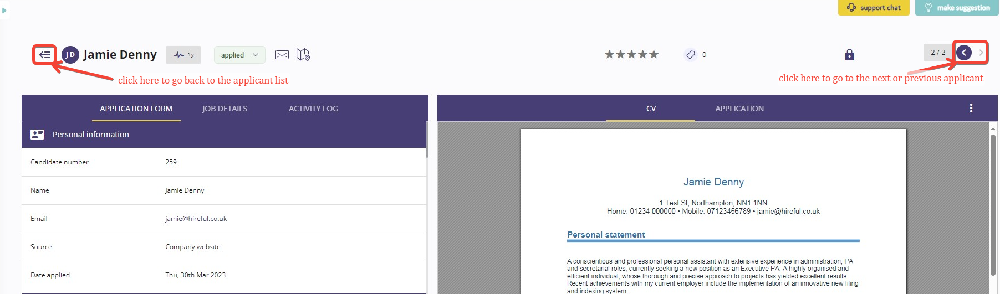 support chat
make suggestion
JD Jamie Denny 1y applied 0 2 / 2
click here to go back to the applicant list
click here to go to the next or previous applicant
APPLICATION FORM JOB DETAILS ACTIVITY LOG
Personal information
Candidate number 259
Name Jamie Denny
Email jamie@hireful.co.uk
Source Company website
Date applied Thu, 30th Mar 2023
CV APPLICATION
Jamie Denny
1 Test St, Northampton, NN1 1NN
Home: 01234 000000 • Mobile: 07123456789 • jamie@hireful.co.uk
Personal statement
A conscientious and professional personal assistant with extensive experience in administration, PA
and secretarial roles, currently seeking a new position as an Executive PA. A highly organised and
efficient individual, whose thorough and precise approach to projects has yielded excellent results.
Recent achievements with my current employer include the implementation of an innovative new filing
and indexing system.